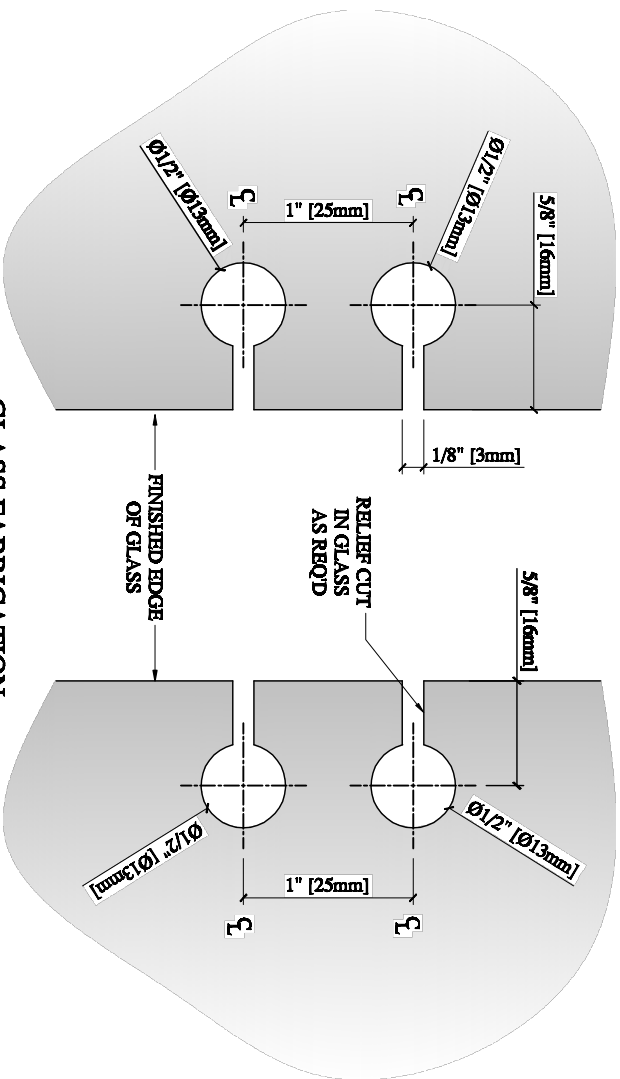 5/8" [16mm]
Ø1/2" [Ø13mm]
℄
1" [25mm]
℄
Ø1/2" [Ø13mm]
1/8" [3mm]
RELIEF CUT
IN GLASS
AS REQ'D
FINISHED EDGE
OF GLASS
5/8" [16mm]
Ø1/2" [Ø13mm]
1" [25mm]
℄
℄
Ø1/2" [Ø13mm]
GLASS FABRICATION